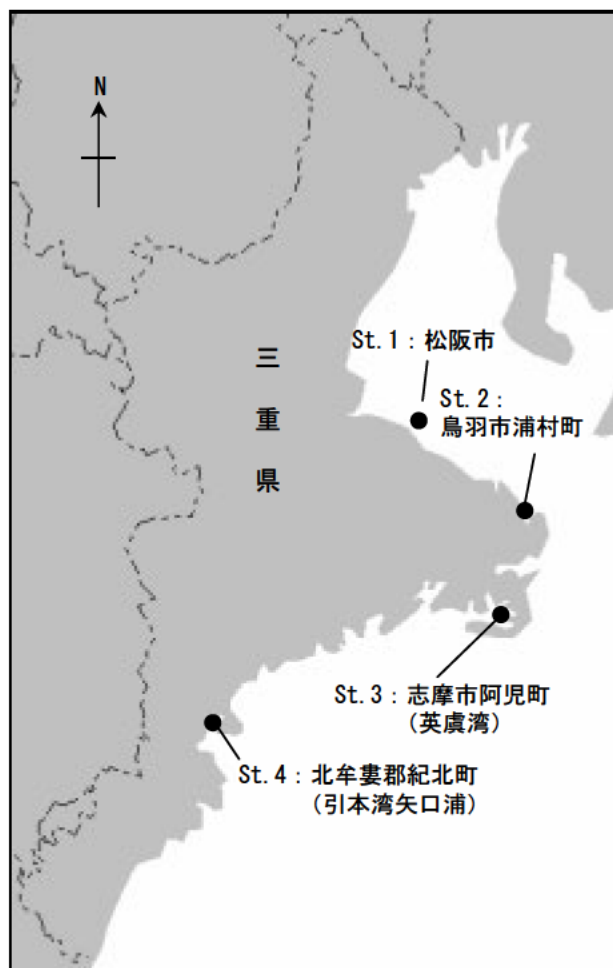 N
三重県
St.1：松阪市
St.2：
鳥羽市浦村町
St.3：志摩市阿児町
（英虞湾）
St.4：北牟婁郡紀北町
（引本湾矢口浦）